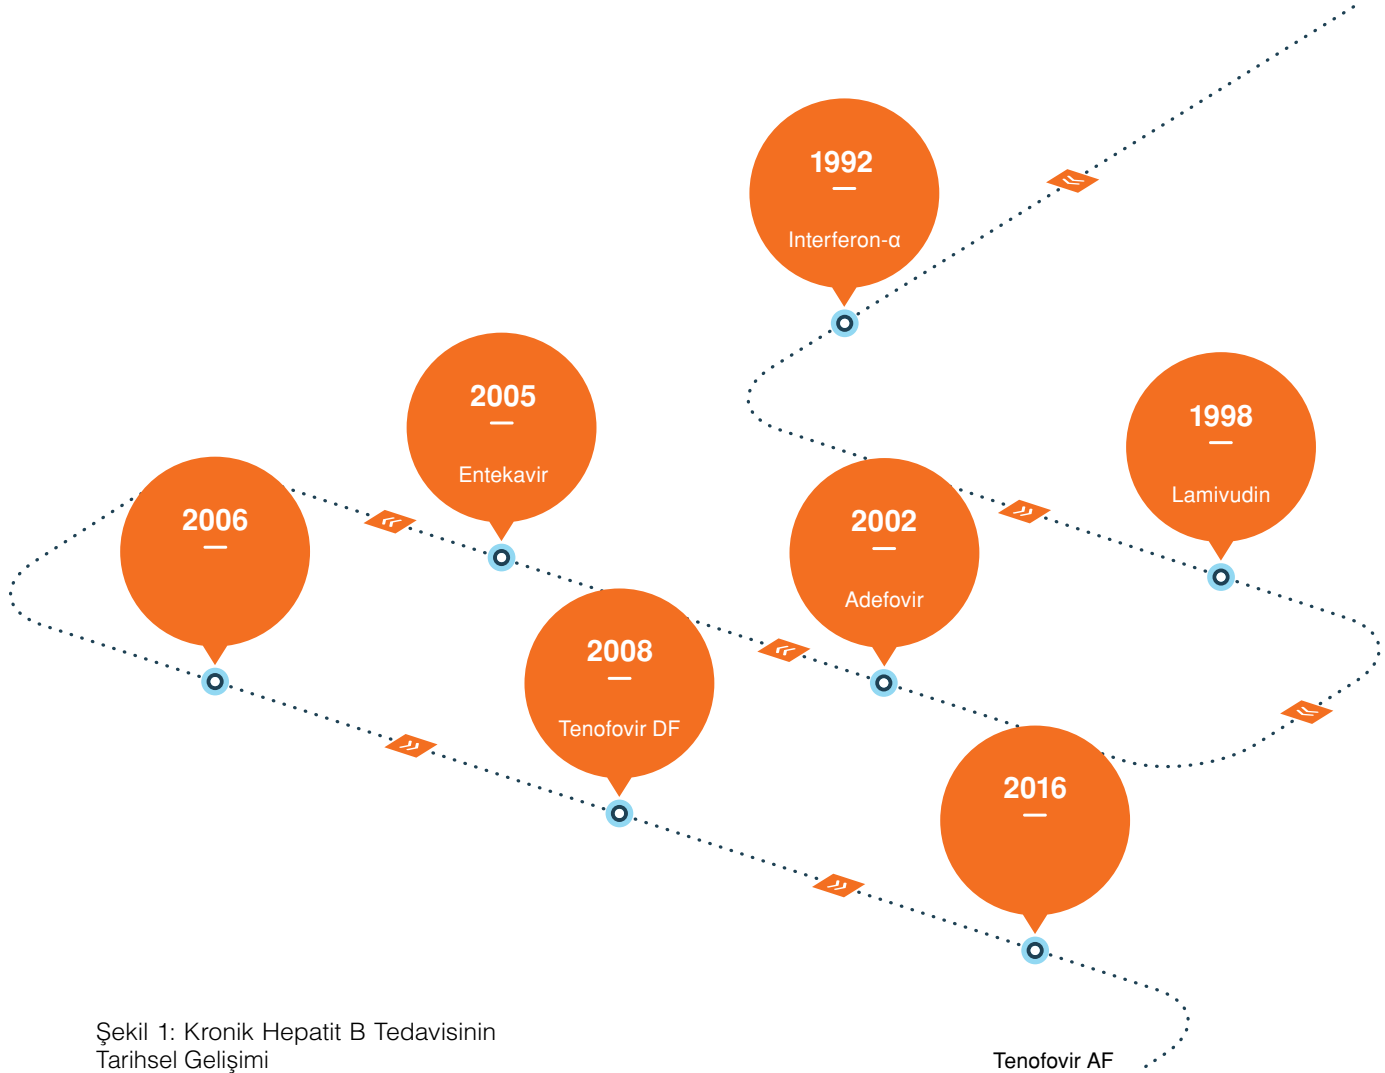 1992
Interferon-α
1998
Lamivudin
2002
Adefovir
2005
Entekavir
2006
2008
Tenofovir DF
2016
Tenofovir AF
Şekil 1: Kronik Hepatit B Tedavisinin
Tarihsel Gelişimi